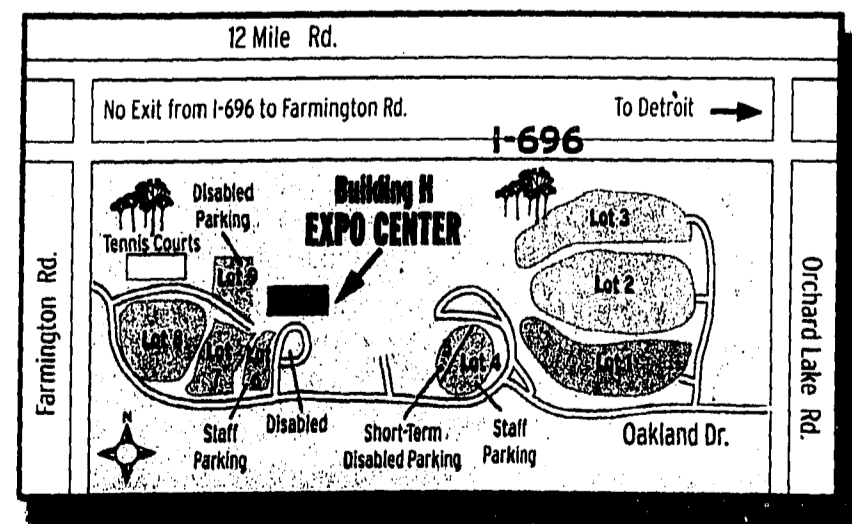 12 Mile Rd.
No Exit from I-696 to Farmington Rd.
To Detroit
I-696
Disabled
Parking
Building H
EXPO CENTER
Tennis Courts
Lot 3
Lot 9
Lot 2
Lot 8
Lot
Lot
Lot 4
Lot 1
Farmington Rd.
Orchard Lake Rd.
N
Staff
Parking
Disabled
Short-Term
Disabled Parking
Staff
Parking
Oakland Dr.